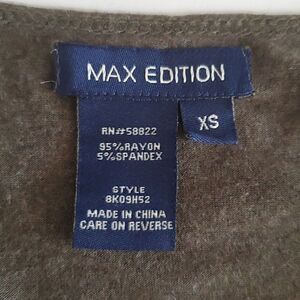 MAX EDITION
XS
RN#58822
95%RAYON
5%SPANDEX
STYLE
8K09H52
MADE IN CHINA
CARE ON REVERSE